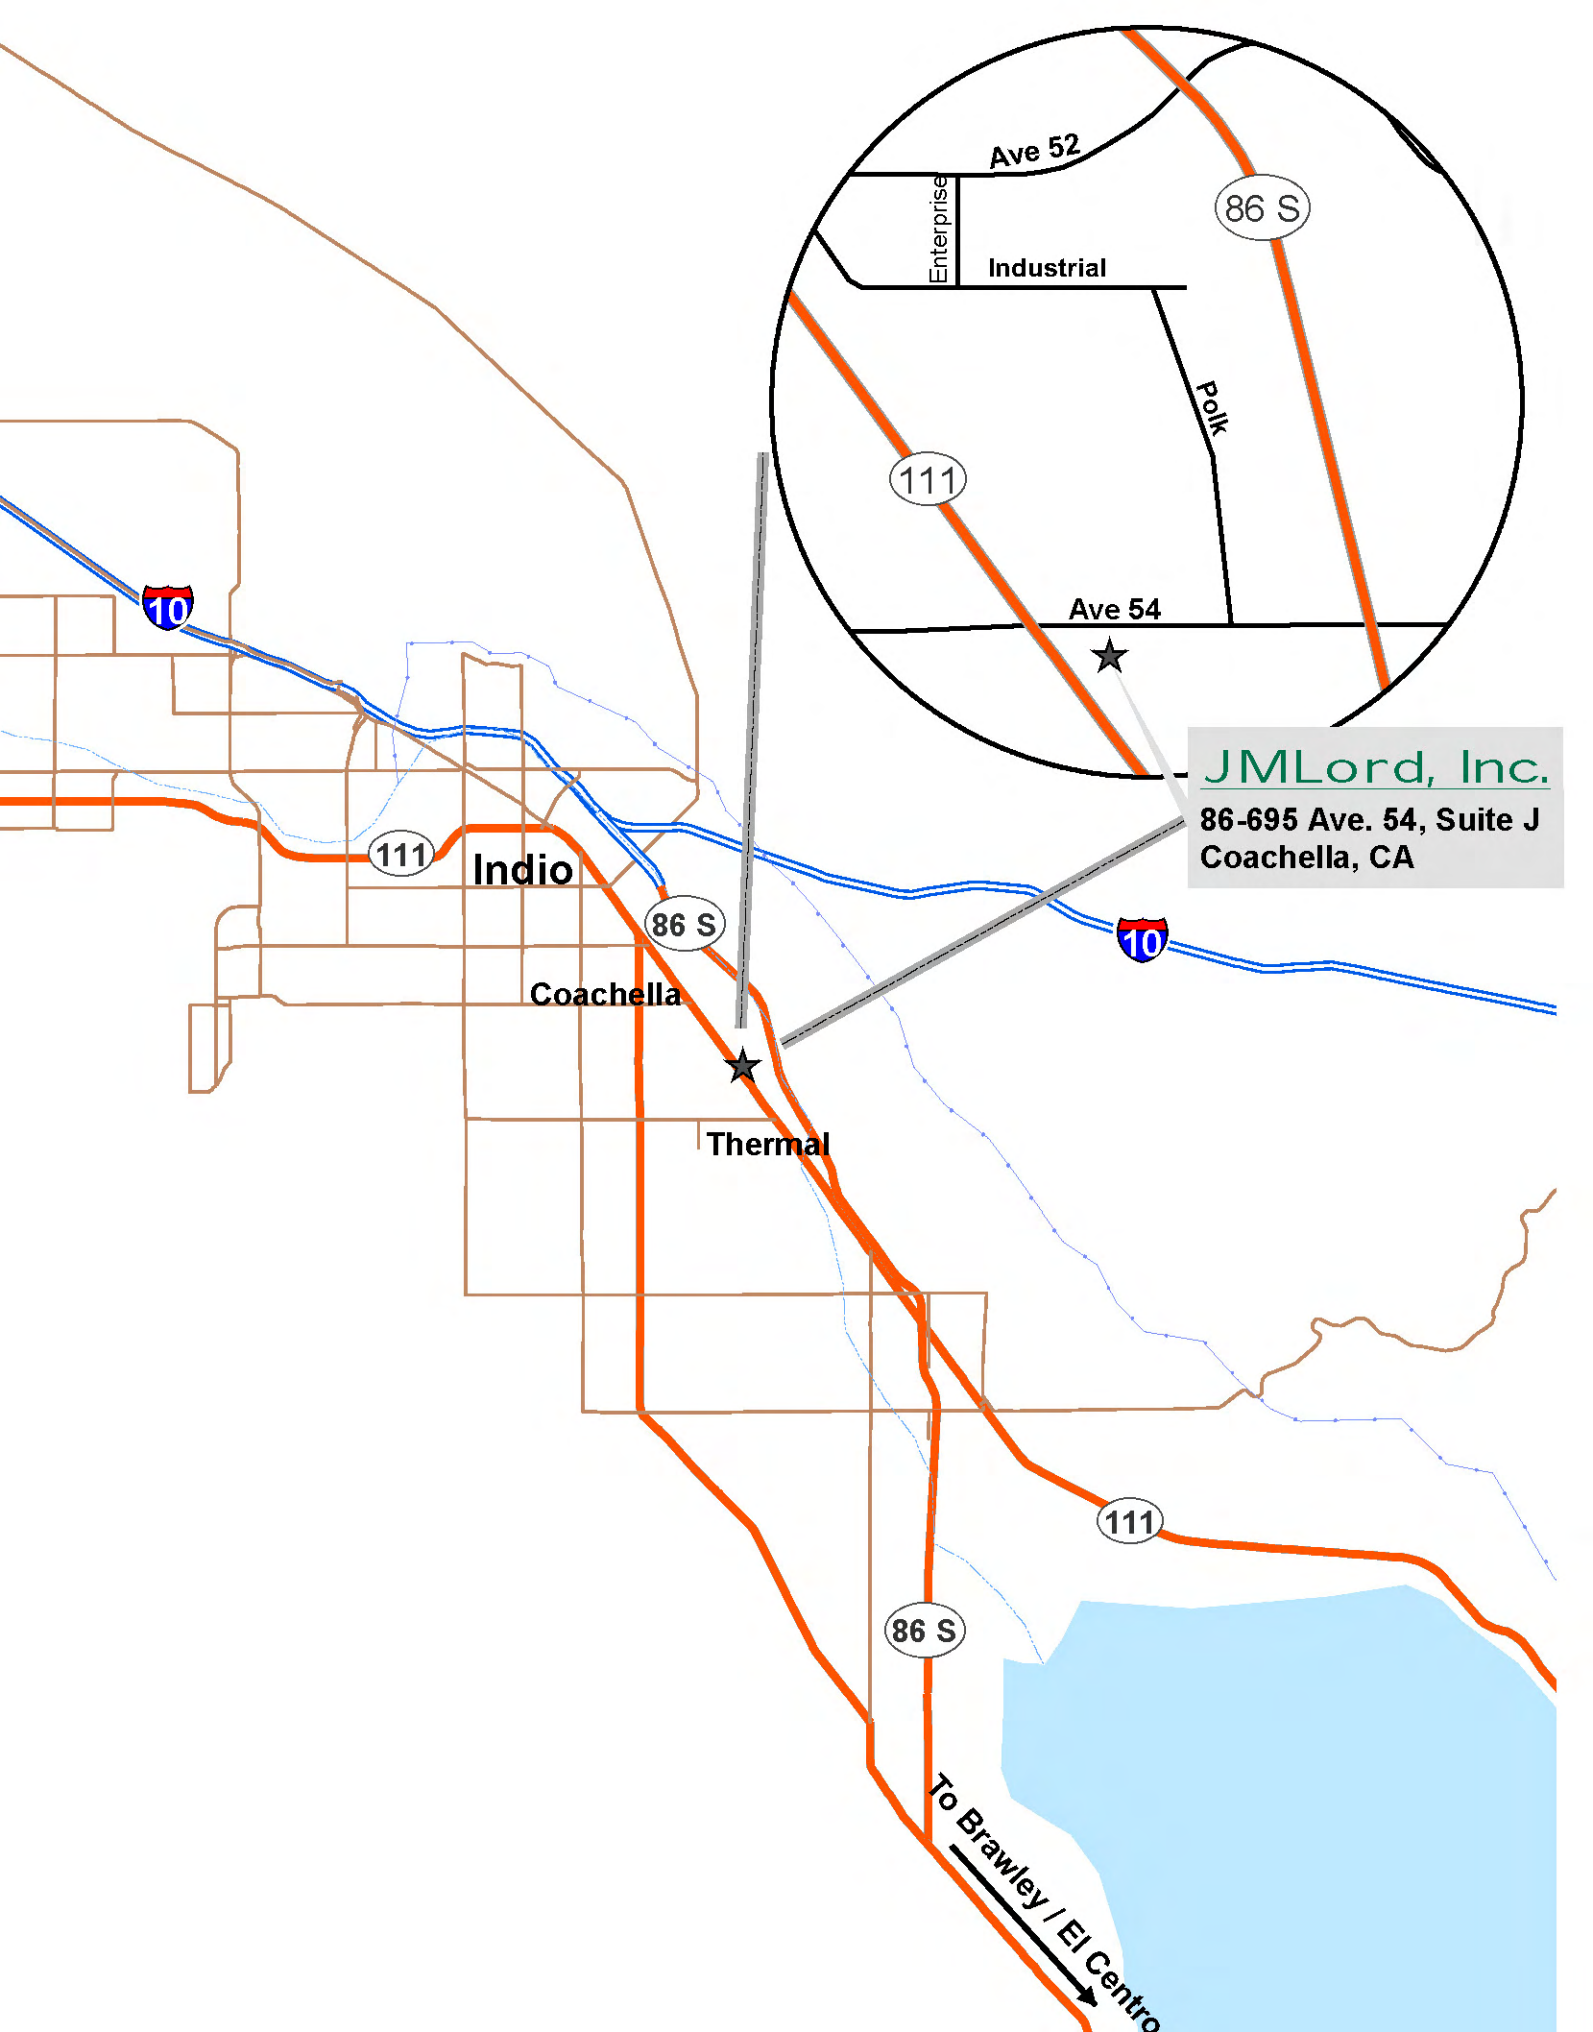 Ave 52
86 S
Enterprise
Industrial
Polk
111
Ave 54
JMLord, Inc.
86-695 Ave. 54, Suite J
Coachella, CA
10
111
Indio
86 S
10
Coachella
Thermal
111
86 S
To Brawley / El Centro